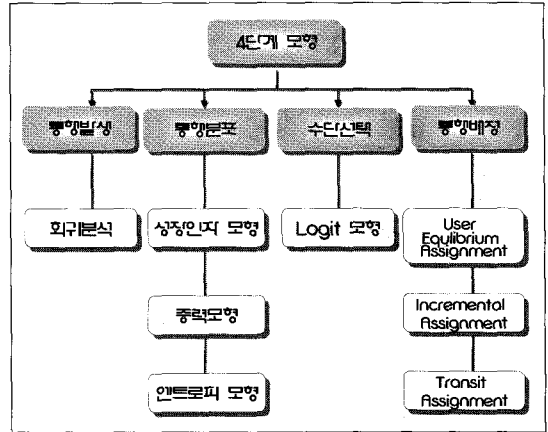 4단계 모형
통행발생
통행분포
수단선택
통행배정
회귀분석
성장인자 모형
Logit 모형
User
Equlibrium
Assignment
중력모형
Incremental
Assignment
엔트로피 모형
Transit
Assignment